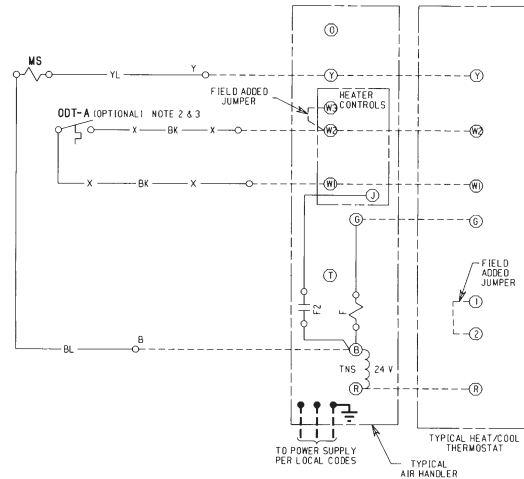 O
MS
YL
Y
Y
Y
FIELD ADDED
JUMPER
HEATER
CONTROLS
W3
ODT-A (OPTIONAL) NOTE 2 & 3
X
BK
X
W2
W2
X
BK
X
W1
W1
J
G
G
T
FIELD
ADDED
JUMPER
1
F2
F
2
B
BL
B
TNS
24 V
R
R
TO POWER SUPPLY
PER LOCAL CODES
TYPICAL HEAT/COOL
THERMOSTAT
TYPICAL
AIR HANDLER